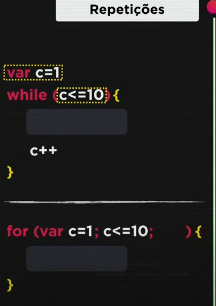 Repetições
var c=1
while (c<=10) {
c++
}
for (var c=1; c<=10; ) {
}